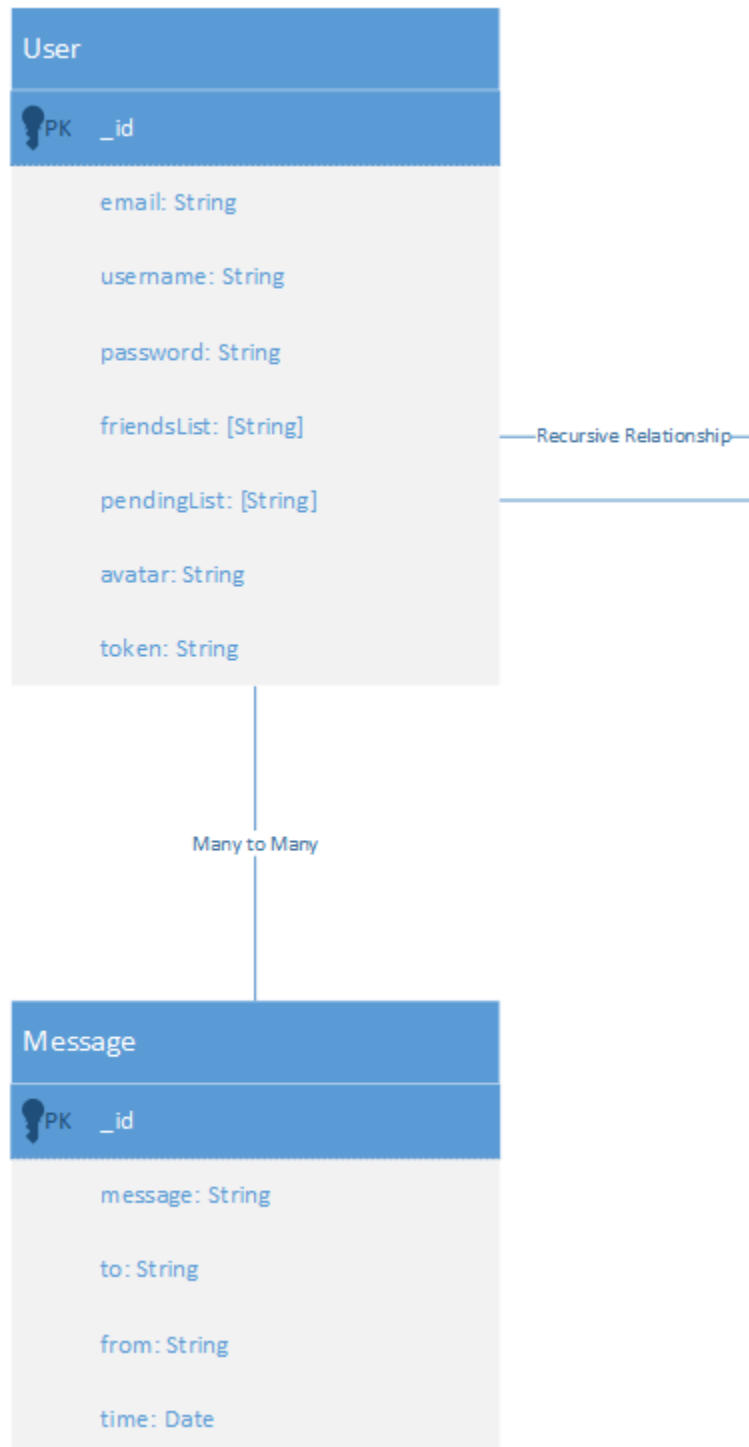 User
PK _id
email: String
username: String
password: String
friendsList: [String]
Recursive Relationship
pendingList: [String]
avatar: String
token: String
Many to Many
Message
PK _id
message: String
to: String
from: String
time: Date